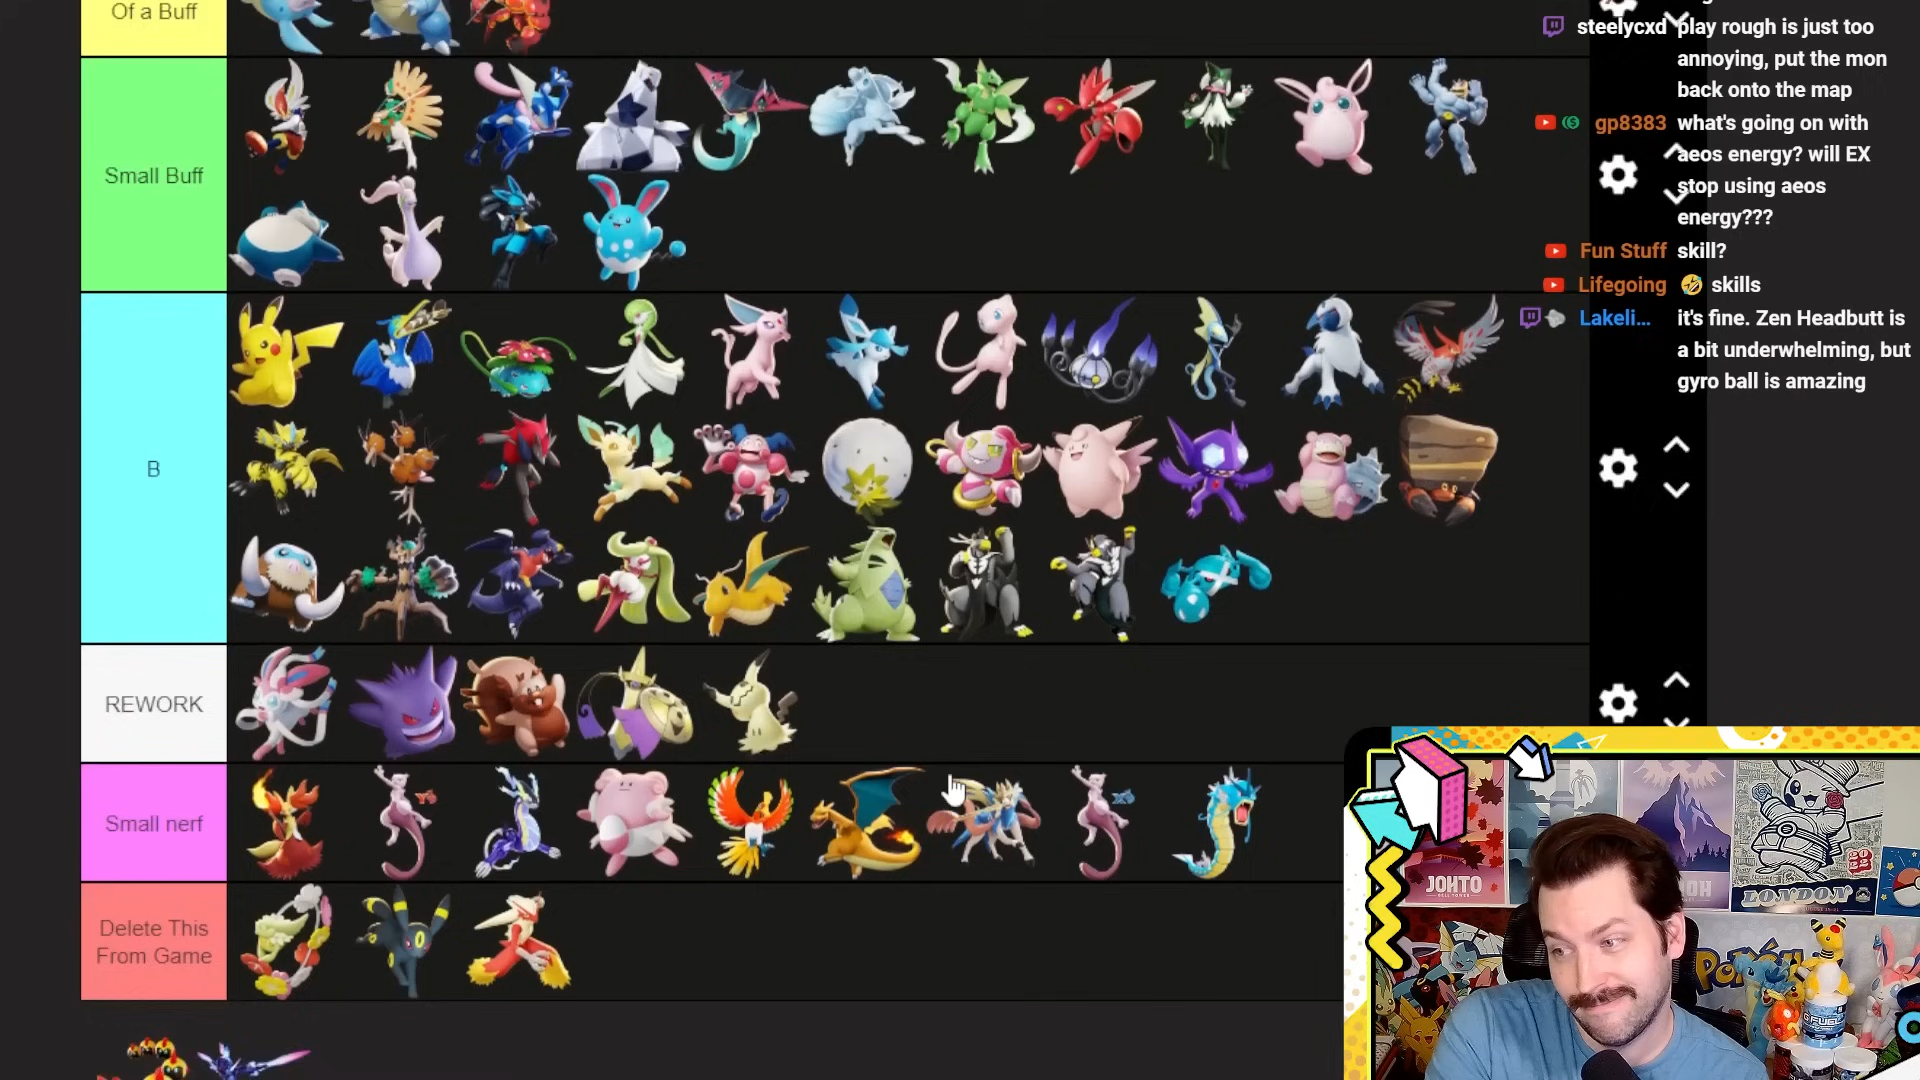 Of a Buff
Small Buff
B
REWORK
Small nerf
Delete This
From Game
steelycxd play rough is just too
annoying, put the mon
back onto the map
gp8383 what's going on with
aeos energy? will EX
stop using aeos
energy???
Fun Stuff skill?
Lifegoing 🤣 skills
Lakeli... it's fine. Zen Headbutt is
a bit underwhelming, but
gyro ball is amazing
JOHTO
LONDON
2022
G FUEL